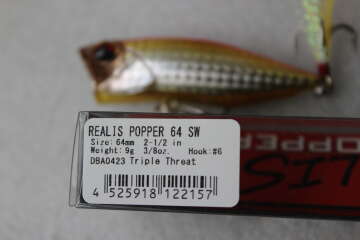 REALIS POPPER 64 SW
Size: 64mm 2-1/2 in
Weight: 9g 3/8oz. Hook:#6
DBA0423 Triple Threat
4 525918 122157